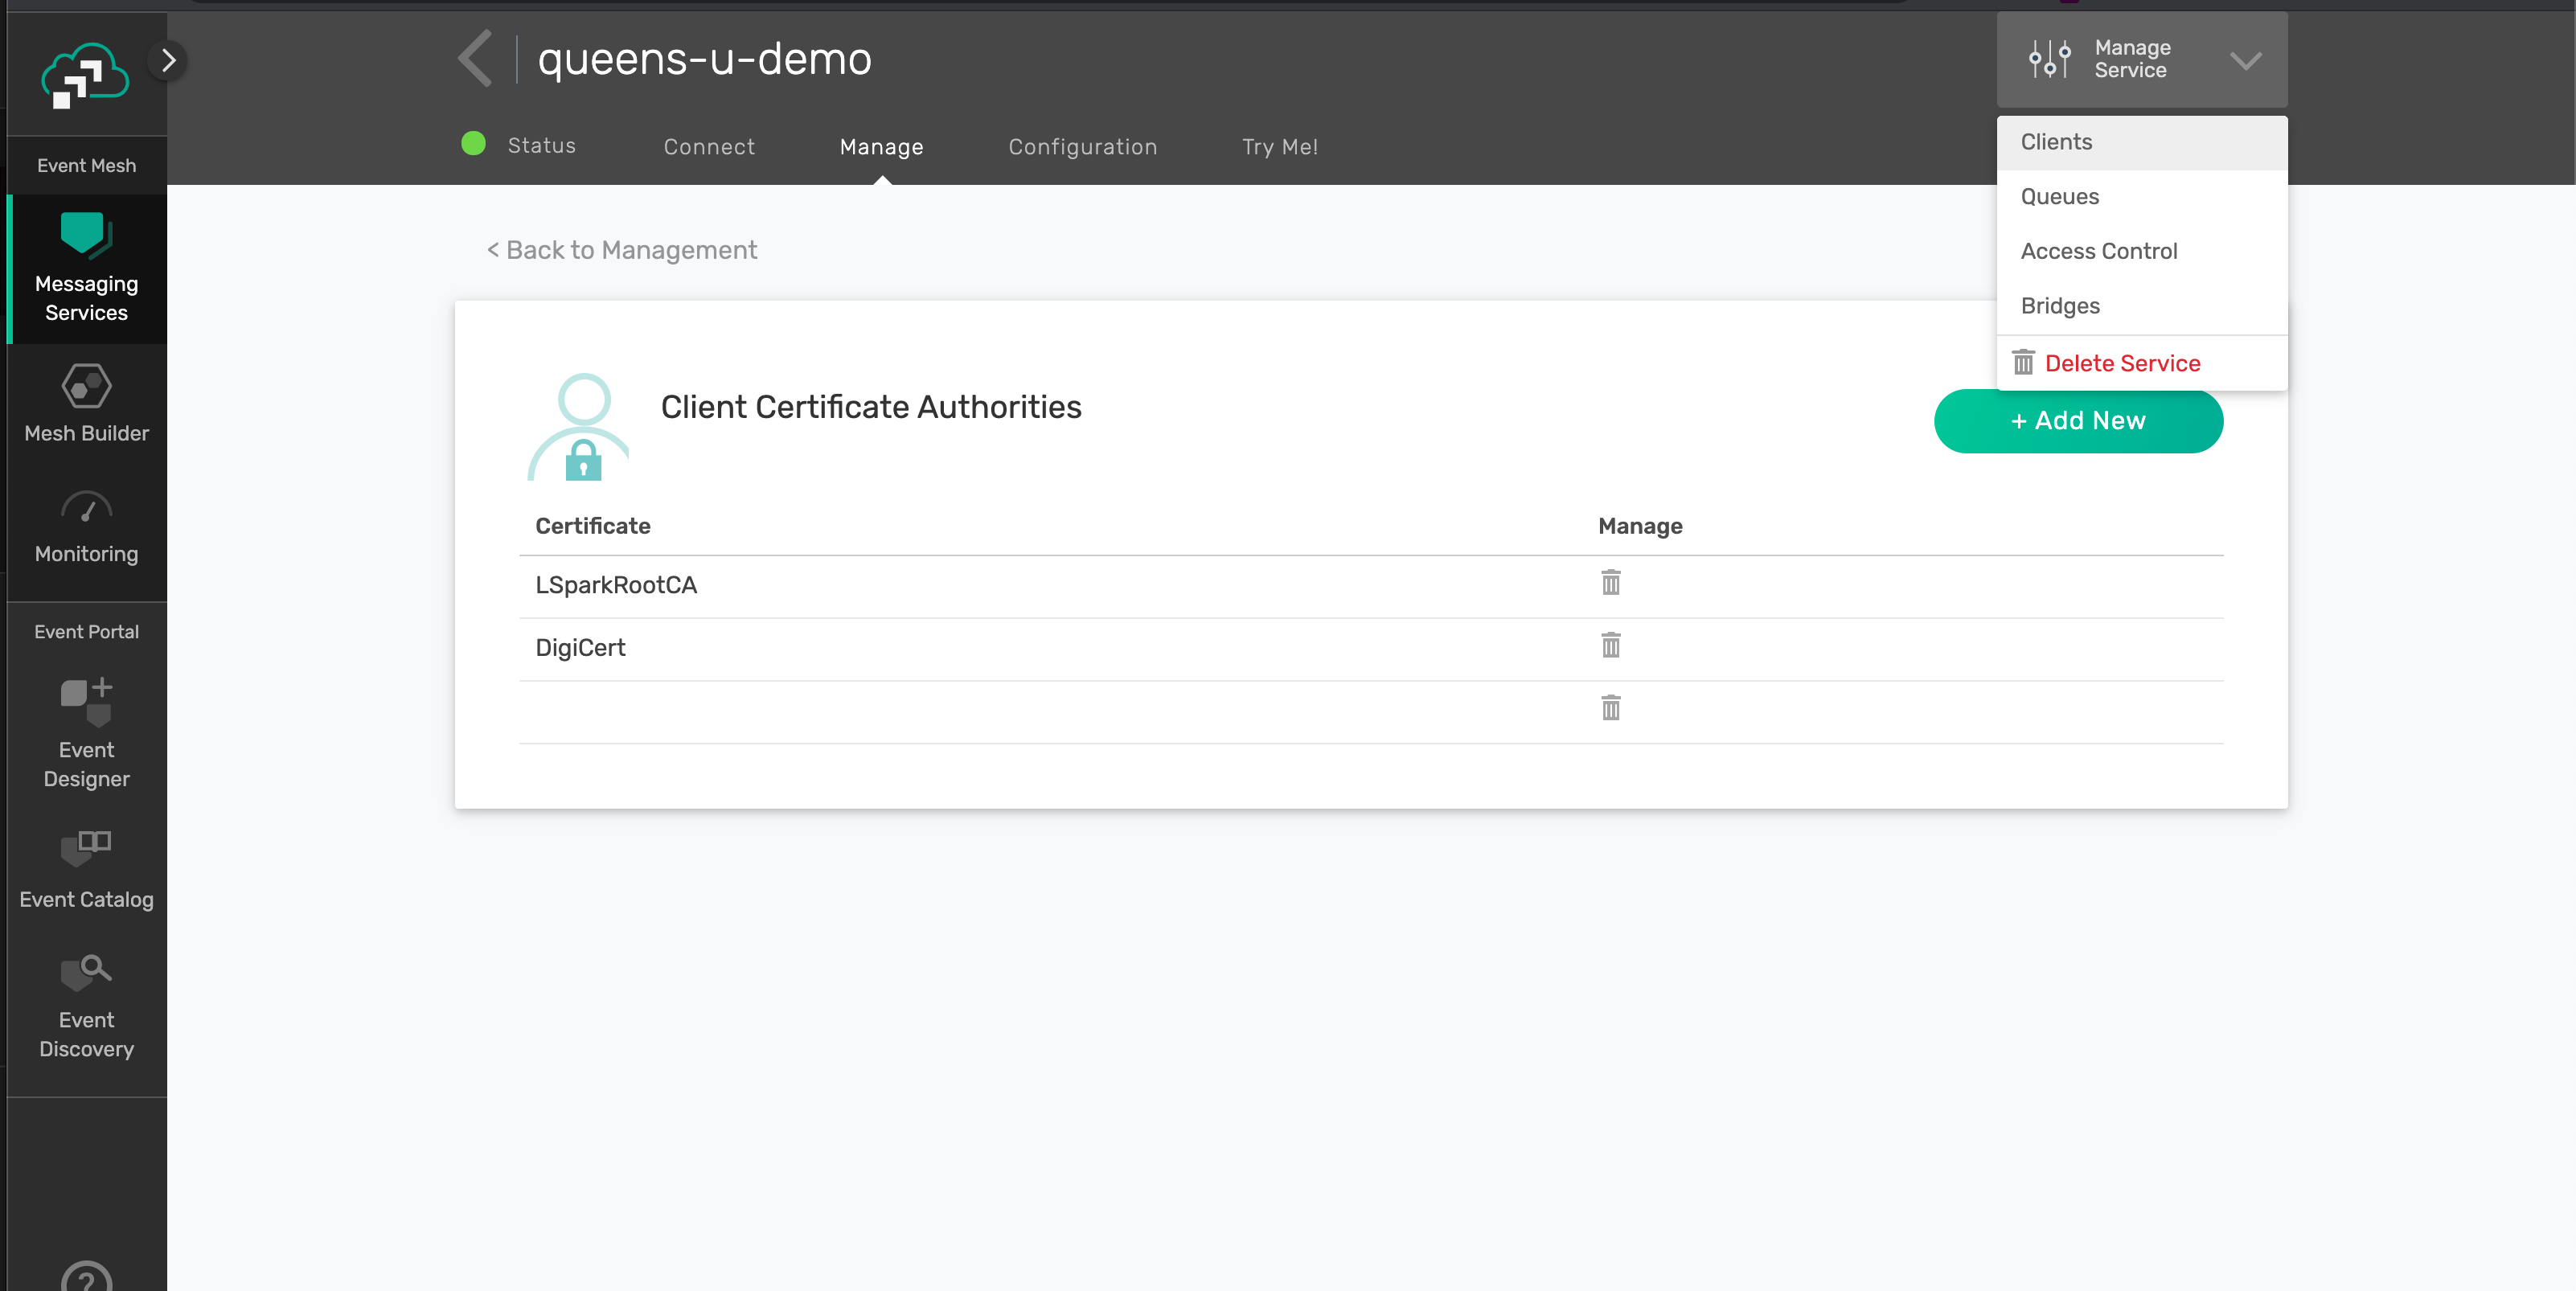 queens-u-demo
Manage
Service
Status
Connect
Manage
Configuration
Try Me!
Clients
Queues
Access Control
Bridges
Delete Service
Event Mesh
Messaging
Services
Mesh Builder
Monitoring
Event Portal
Event
Designer
Event Catalog
Event
Discovery
?
< Back to Management
Client Certificate Authorities
+ Add New
Certificate
Manage
LSparkRootCA
DigiCert